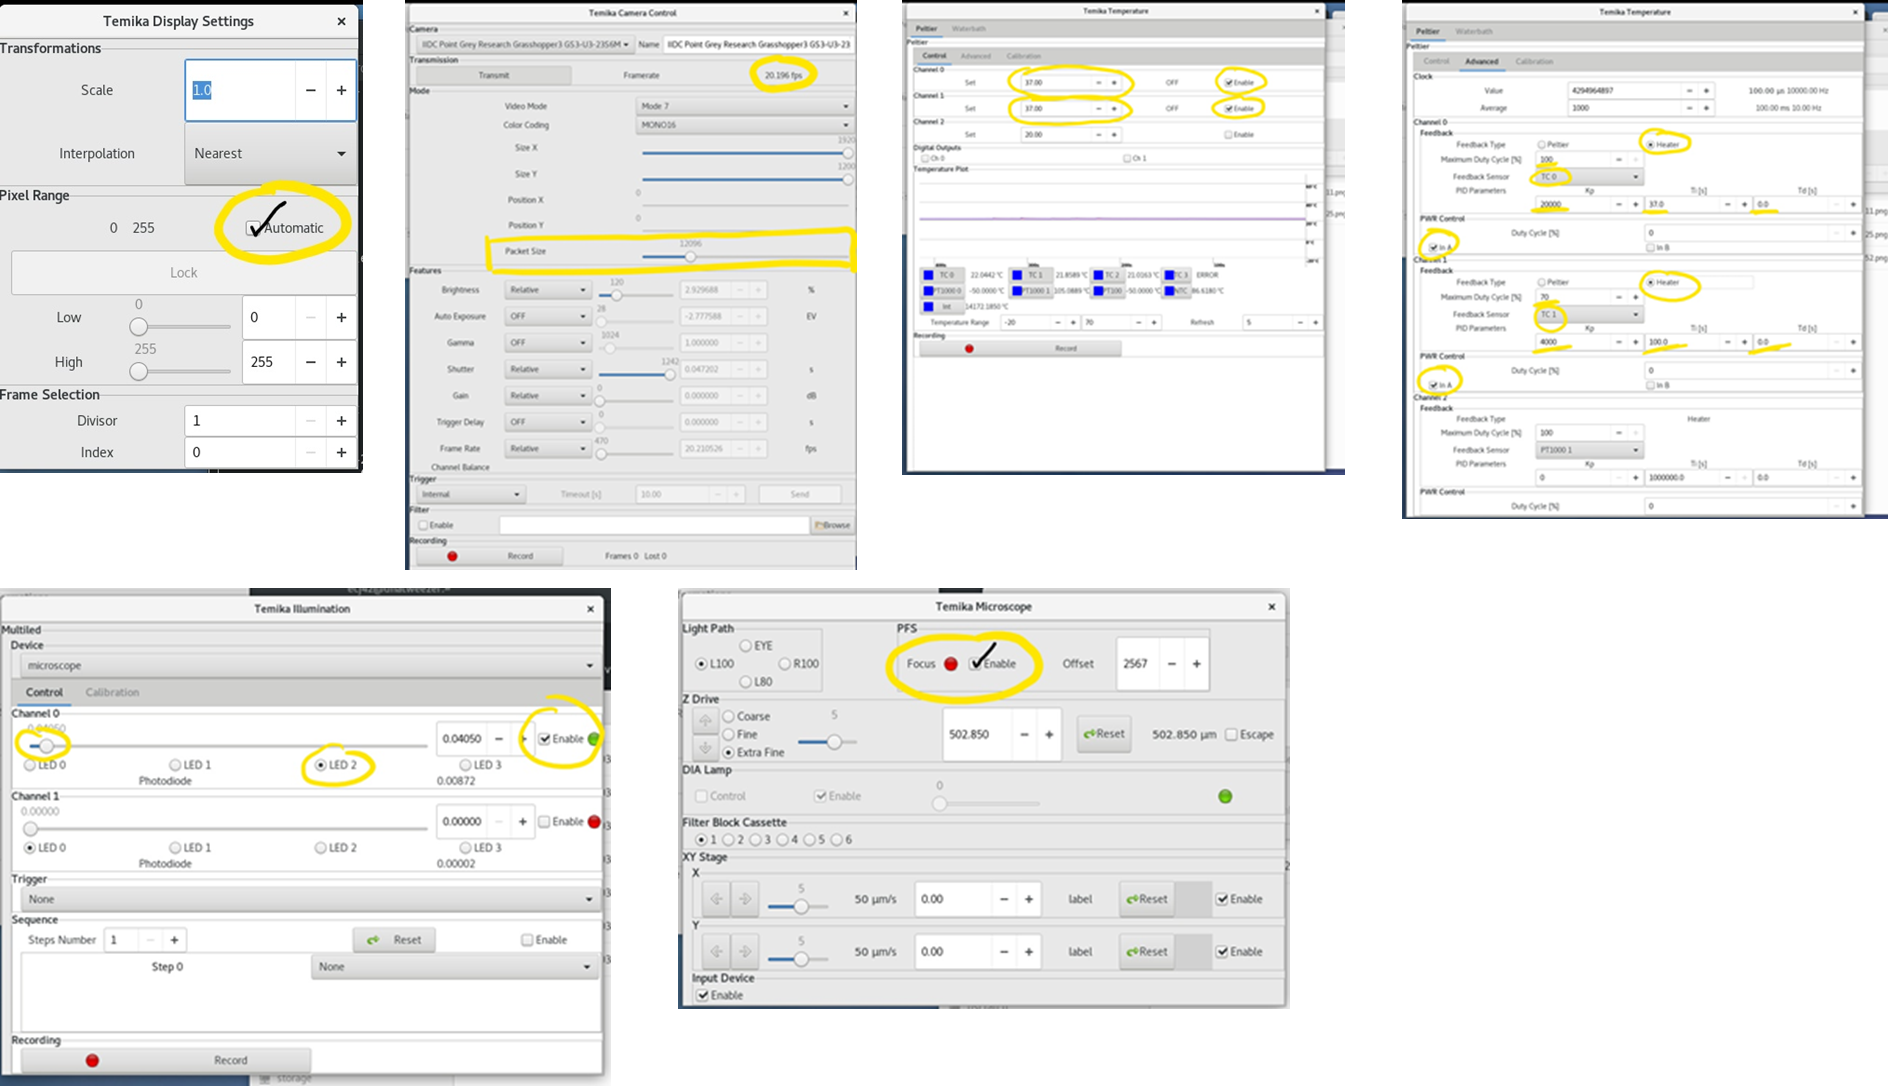 Temika Display Settings ×
Transformations
Scale 1.0 − +
Interpolation Nearest
Pixel Range
0 255 Automatic
Lock
0
Low 0 − +
255
High 255 − +
Frame Selection
Divisor 1 − +
Index 0 − +
Temika Camera Control ×
Camera
IIDC Point Grey Research Grasshopper3 GS3-U3-23S6M Name IIDC Point Grey Research Grasshopper3 GS3-U3-23
Transmission
Transmit Framerate 20.196 fps
Mode
Video Mode Mode 7
Color Coding MONO16
Size X 1920
Size Y 1200
Position X 0
Position Y 0
Packet Size 12096
Features
Brightness Relative 120 2.929688 − + %
Auto Exposure OFF 28 -2.777588 − + EV
Gamma OFF 1024 1.000000 − +
Shutter Relative 1242 0.047202 − + s
Gain Relative 0 0.000000 − + dB
Trigger Delay OFF 0 0.000000 − + s
Frame Rate Relative 470 20.210526 − + fps
Channel Balance
Trigger
Internal Timeout [s] 10.00 − + Send
Filter
Enable Browse
Recording
Record Frames 0 Lost 0
Temika Temperature ×
Peltier Waterbath
Peltier
Control Advanced Calibration
Channel 0
Set 37.00 − + OFF Enable
Channel 1
Set 37.00 − + OFF Enable
Channel 2
Set 20.00 − + Enable
Digital Outputs
Ch 0 Ch 1
Temperature Plot
TC 0 22.0442 °C TC 1 21.8589 °C TC 2 21.0163 °C TC 3 ERROR
PT1000 0 -50.0000 °C PT1000 1 105.0889 °C PT100 -50.0000 °C NTC 86.6180 °C
Int 14172.1850 °C
Temperature Range -20 − + 70 − + Refresh 5 − +
Recording
Record
Temika Temperature ×
Peltier Waterbath
Peltier
Control Advanced Calibration
Clock
Value 4294964897 − + 100.00 µs 10000.00 Hz
Average 1000 − + 100.00 ms 10.00 Hz
Channel 0
Feedback
Feedback Type Peltier Heater
Maximum Duty Cycle [%] 100 − +
Feedback Sensor TC 0
PID Parameters Kp Ti [s] Td [s]
20000 − + 37.0 − + 0.0 − +
PWR Control
Duty Cycle [%] 0 − +
In A In B
Channel 1
Feedback
Feedback Type Peltier Heater
Maximum Duty Cycle [%] 70 − +
Feedback Sensor TC 1
PID Parameters Kp Ti [s] Td [s]
4000 − + 100.0 − + 0.0 − +
PWR Control
Duty Cycle [%] 0 − +
In A In B
Channel 2
Feedback
Feedback Type Heater
Maximum Duty Cycle [%] 100 − +
Feedback Sensor PT1000 1
PID Parameters Kp Ti [s] Td [s]
0 − + 1000000.0 − + 0.0 − +
PWR Control
Duty Cycle [%] 0 − +
11.png
25.png
11.png
25.png
52.png
Temika Illumination ×
Multiled
Device
microscope
Control Calibration
Channel 0
0.04050
0.04050 − + Enable
LED 0 LED 1 LED 2 LED 3
Photodiode 0.00872
Channel 1
0.00000
0.00000 − + Enable
LED 0 LED 1 LED 2 LED 3
Photodiode 0.00002
Trigger
None
Sequence
Steps Number 1 − + Reset Enable
Step 0 None
Recording
Record
storage
Temika Microscope ×
Light Path PFS
EYE
L100 R100
L80
Focus Enable Offset 2567 − +
Z Drive
Coarse
Fine
Extra Fine
5
502.850 − + Reset 502.850 µm Escape
DIA Lamp
Control Enable 0
Filter Block Cassette
1 2 3 4 5 6
XY Stage
X
5 50 µm/s 0.00 − + label Reset Enable
Y
5 50 µm/s 0.00 − + label Reset Enable
Input Device
Enable